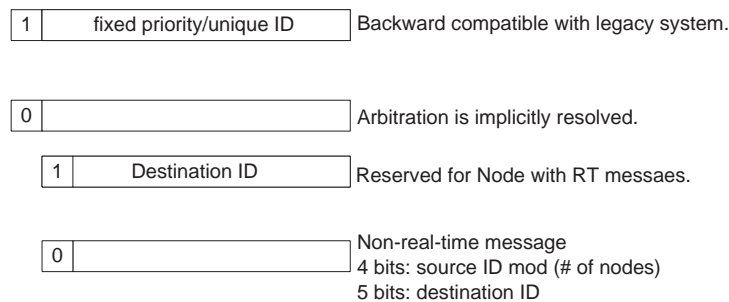 1 fixed priority/unique ID Backward compatible with legacy system.
0 Arbitration is implicitly resolved.
1 Destination ID Reserved for Node with RT messaes.
0 Non-real-time message
4 bits: source ID mod (# of nodes)
5 bits: destination ID